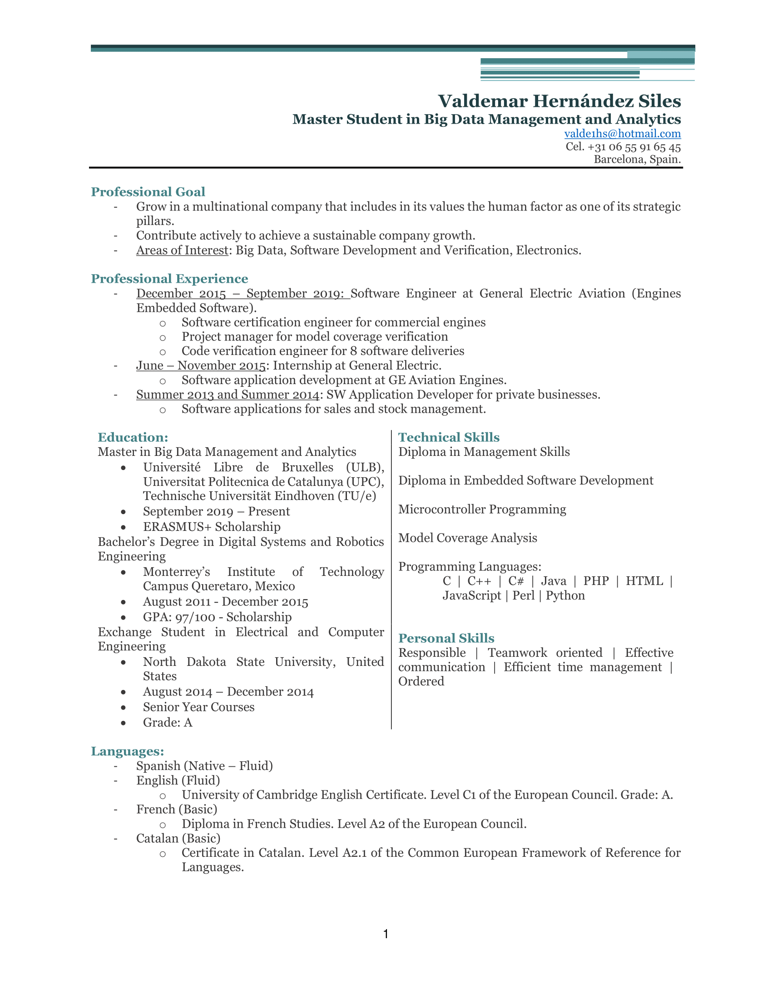 Valdemar Hernández Siles
Master Student in Big Data Management and Analytics
valde1hs@hotmail.com
Cel. +31 06 55 91 65 45
Barcelona, Spain.
Professional Goal
- Grow in a multinational company that includes in its values the human factor as one of its strategic
pillars.
- Contribute actively to achieve a sustainable company growth.
- Areas of Interest: Big Data, Software Development and Verification, Electronics.
Professional Experience
- December 2015 – September 2019: Software Engineer at General Electric Aviation (Engines
Embedded Software).
o Software certification engineer for commercial engines
o Project manager for model coverage verification
o Code verification engineer for 8 software deliveries
- June – November 2015: Internship at General Electric.
o Software application development at GE Aviation Engines.
- Summer 2013 and Summer 2014: SW Application Developer for private businesses.
o Software applications for sales and stock management.
Education:
Master in Big Data Management and Analytics
• Université Libre de Bruxelles (ULB),
Universitat Politecnica de Catalunya (UPC),
Technische Universität Eindhoven (TU/e)
• September 2019 – Present
• ERASMUS+ Scholarship
Bachelor’s Degree in Digital Systems and Robotics
Engineering
• Monterrey’s Institute of Technology
Campus Queretaro, Mexico
• August 2011 - December 2015
• GPA: 97/100 - Scholarship
Exchange Student in Electrical and Computer
Engineering
• North Dakota State University, United
States
• August 2014 – December 2014
• Senior Year Courses
• Grade: A
Technical Skills
Diploma in Management Skills
Diploma in Embedded Software Development
Microcontroller Programming
Model Coverage Analysis
Programming Languages:
C | C++ | C# | Java | PHP | HTML |
JavaScript | Perl | Python
Personal Skills
Responsible | Teamwork oriented | Effective
communication | Efficient time management |
Ordered
Languages:
- Spanish (Native – Fluid)
- English (Fluid)
o University of Cambridge English Certificate. Level C1 of the European Council. Grade: A.
- French (Basic)
o Diploma in French Studies. Level A2 of the European Council.
- Catalan (Basic)
o Certificate in Catalan. Level A2.1 of the Common European Framework of Reference for
Languages.
1